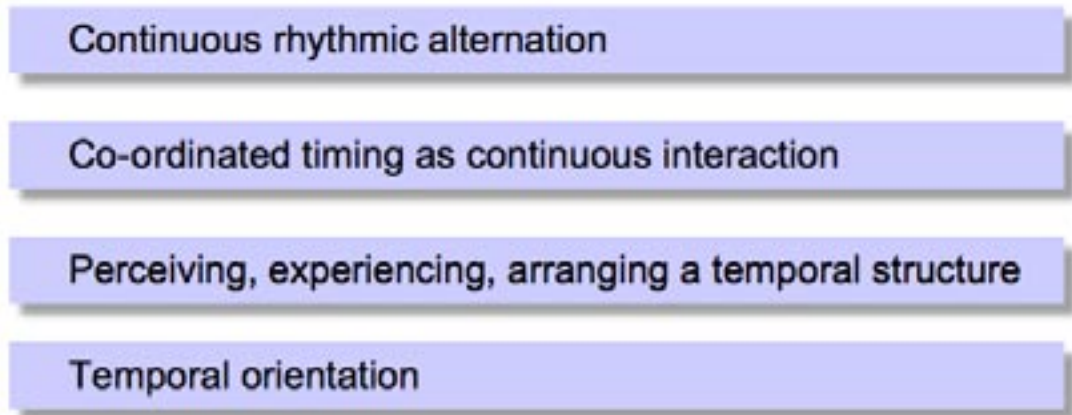 Continuous rhythmic alternation
Co-ordinated timing as continuous interaction
Perceiving, experiencing, arranging a temporal structure
Temporal orientation